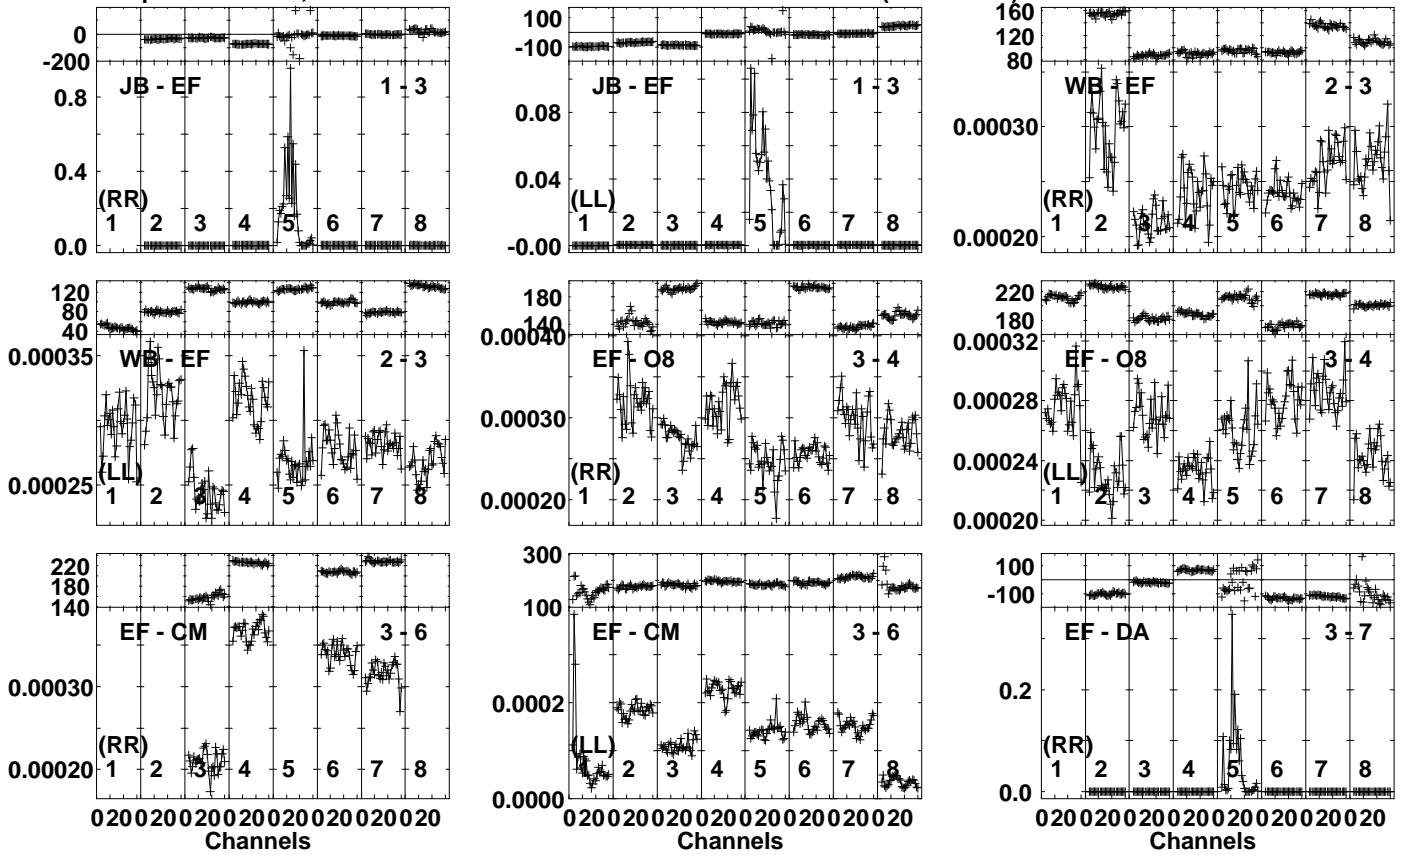 0 100 160
-200 -100 120
80
JB - EF 1 - 3 JB - EF 1 - 3 WB - EF 2 - 3
0.8 0.08 0.00030
0.4 0.04
(RR) (LL) (RR)
1 2 3 4 5 6 7 8 1 2 3 4 5 6 7 8 1 2 3 4 5 6 7 8
0.0 -0.00 0.00020
120 180 220
80 140 180
40 0.00040 0.00032
WB - EF 2 - 3 EF - O8 3 - 4 EF - O8 3 - 4
0.00035 0.00030 0.00028
0.00025 0.00020 0.00024
(LL) (RR) (LL)
1 2 3 4 5 6 7 8 1 2 3 4 5 6 7 8 1 2 3 4 5 6 7 8
0.00020
220 300 100
180 100 -100
140
EF - CM 3 - 6 EF - CM 3 - 6 EF - DA 3 - 7
0.00030 0.0002 0.2
(RR) (LL) (RR)
1 2 3 4 5 6 7 8 1 2 3 4 5 6 7 8 1 2 3 4 5 6 7 8
0.00020 0.0000 0.0
0 20 0 20 0 20 0 20 0 20 0 20 0 20 0 20 0 20 0 20 0 20 0 20 0 20 0 20 0 20 0 20 0 20 0 20 0 20 0 20 0 20 0 20 0 20 0 20
Channels Channels Channels